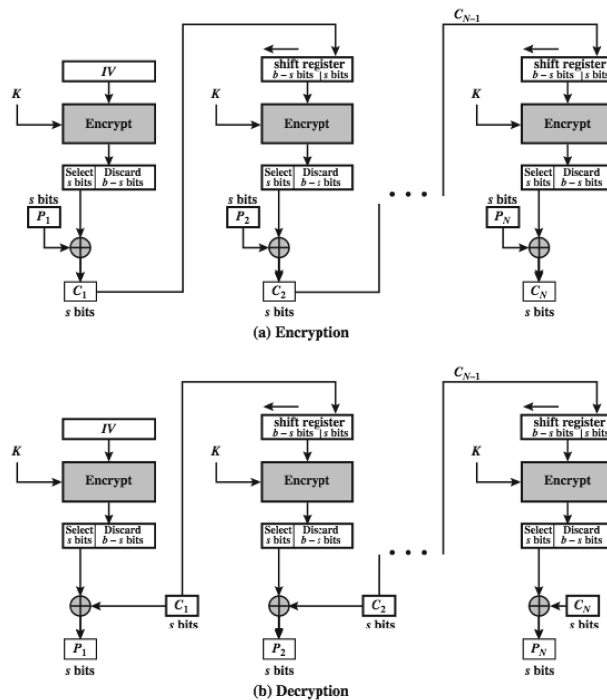 C_{N-1}
IV
shift register
b – s bits | s bits
shift register
b – s bits | s bits
K
Encrypt
K
Encrypt
K
Encrypt
Select Discard
s bits b – s bits
Select Discard
s bits b – s bits
Select Discard
s bits b – s bits
s bits
P_1
s bits
P_2
s bits
P_N
• • •
C_1
s bits
C_2
s bits
C_N
s bits
(a) Encryption
C_{N-1}
IV
shift register
b – s bits | s bits
shift register
b – s bits | s bits
K
Encrypt
K
Encrypt
K
Encrypt
Select Discard
s bits b – s bits
Select Discard
s bits b – s bits
Select Discard
s bits b – s bits
• • •
C_1
s bits
C_2
s bits
C_N
s bits
P_1
s bits
P_2
s bits
P_N
s bits
(b) Decryption